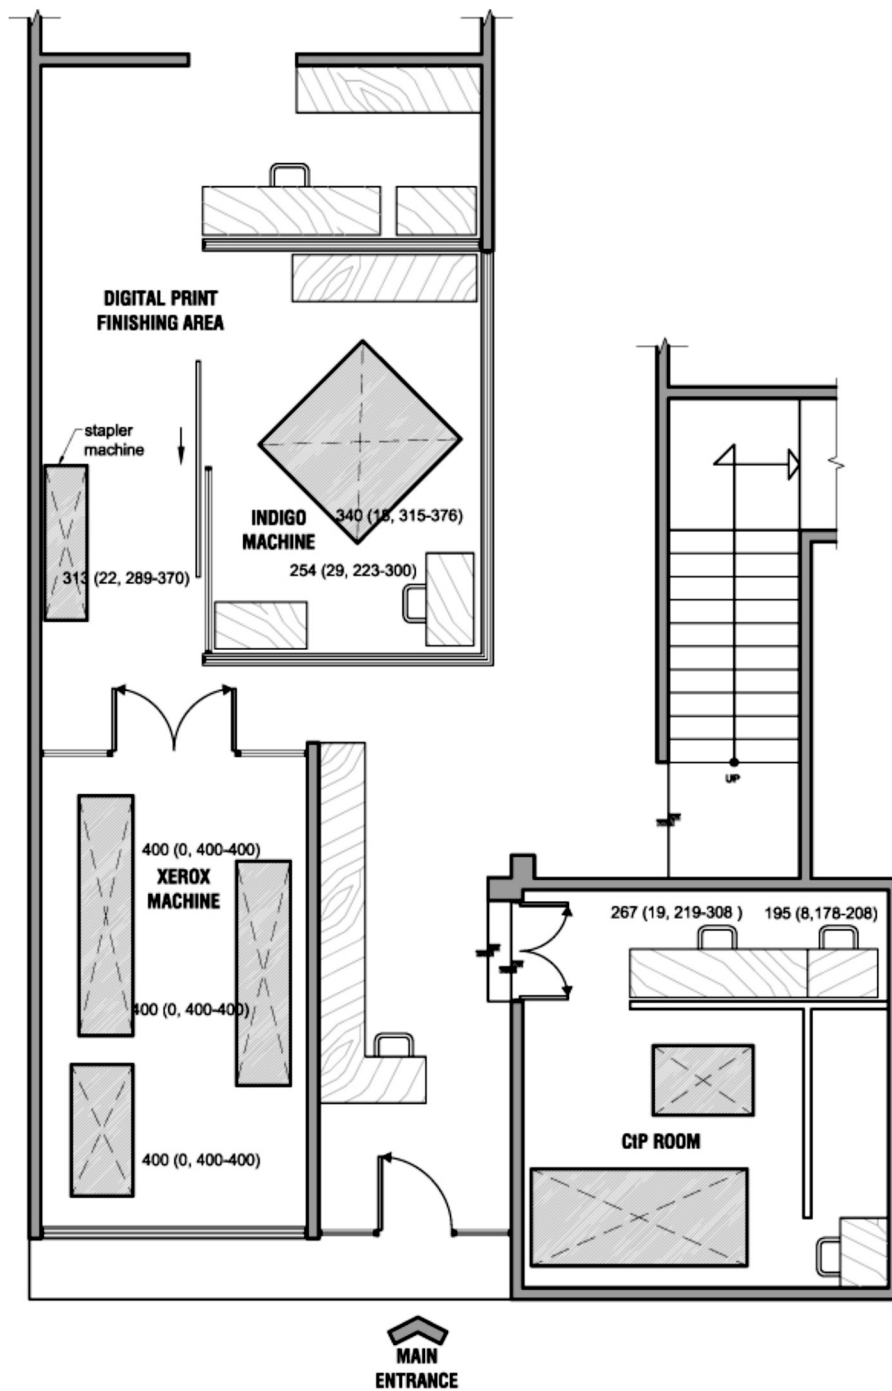 DIGITAL PRINT
FINISHING AREA
stapler
machine
INDIGO
MACHINE
340 (18, 315-376)
254 (29, 223-300)
313 (22, 289-370)
UP
400 (0, 400-400)
XEROX
MACHINE
267 (19, 219-308 )
195 (8,178-208)
400 (0, 400-400)
CtP ROOM
400 (0, 400-400)
MAIN
ENTRANCE